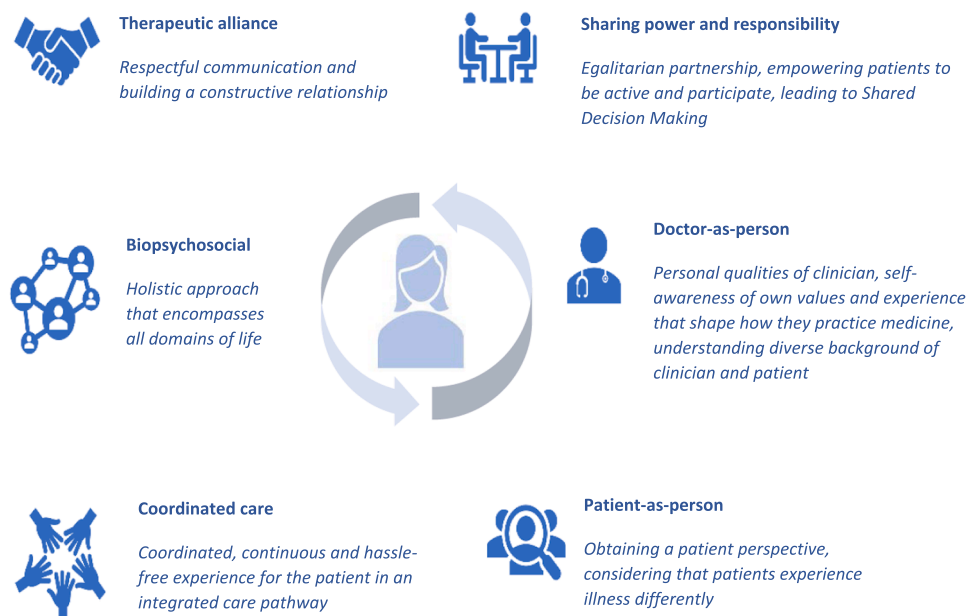 Therapeutic alliance
Respectful communication and
building a constructive relationship
Sharing power and responsibility
Egalitarian partnership, empowering patients to
be active and participate, leading to Shared
Decision Making
Biopsychosocial
Holistic approach
that encompasses
all domains of life
Doctor-as-person
Personal qualities of clinician, self-
awareness of own values and experience
that shape how they practice medicine,
understanding diverse background of
clinician and patient
Coordinated care
Coordinated, continuous and hassle-
free experience for the patient in an
integrated care pathway
Patient-as-person
Obtaining a patient perspective,
considering that patients experience
illness differently